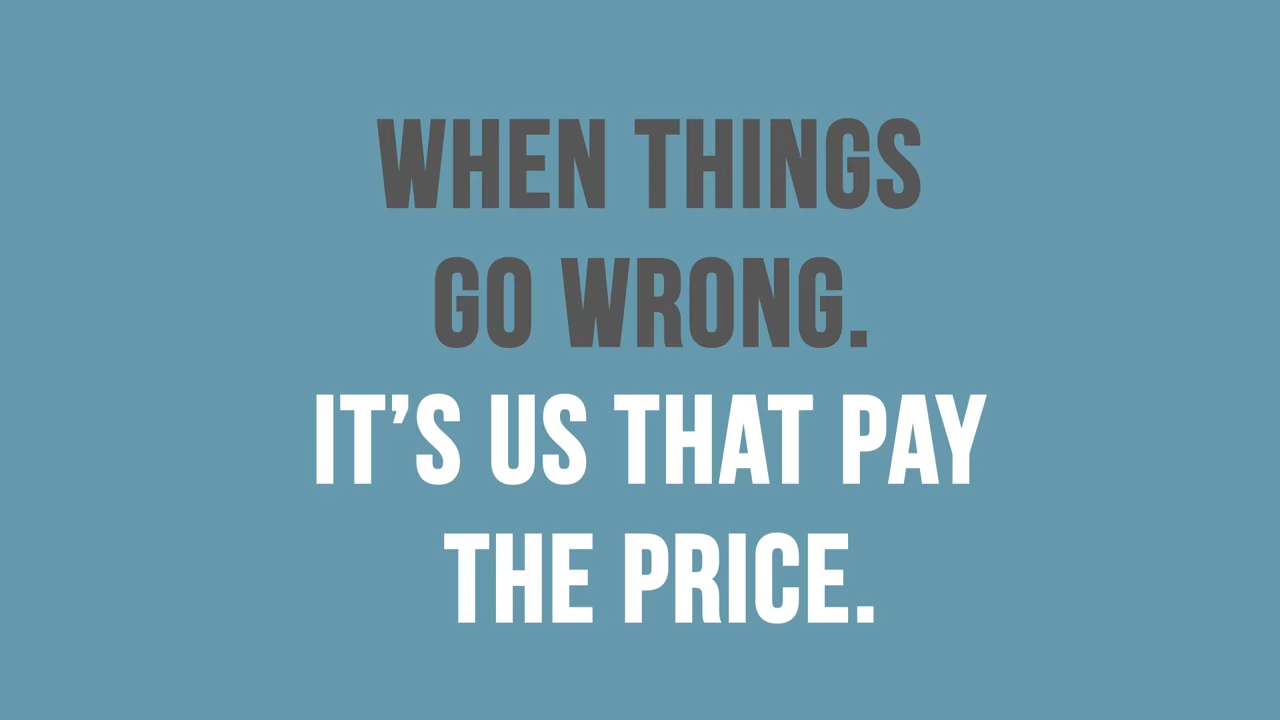 WHEN THINGS
GO WRONG.
IT’S US THAT PAY
THE PRICE.